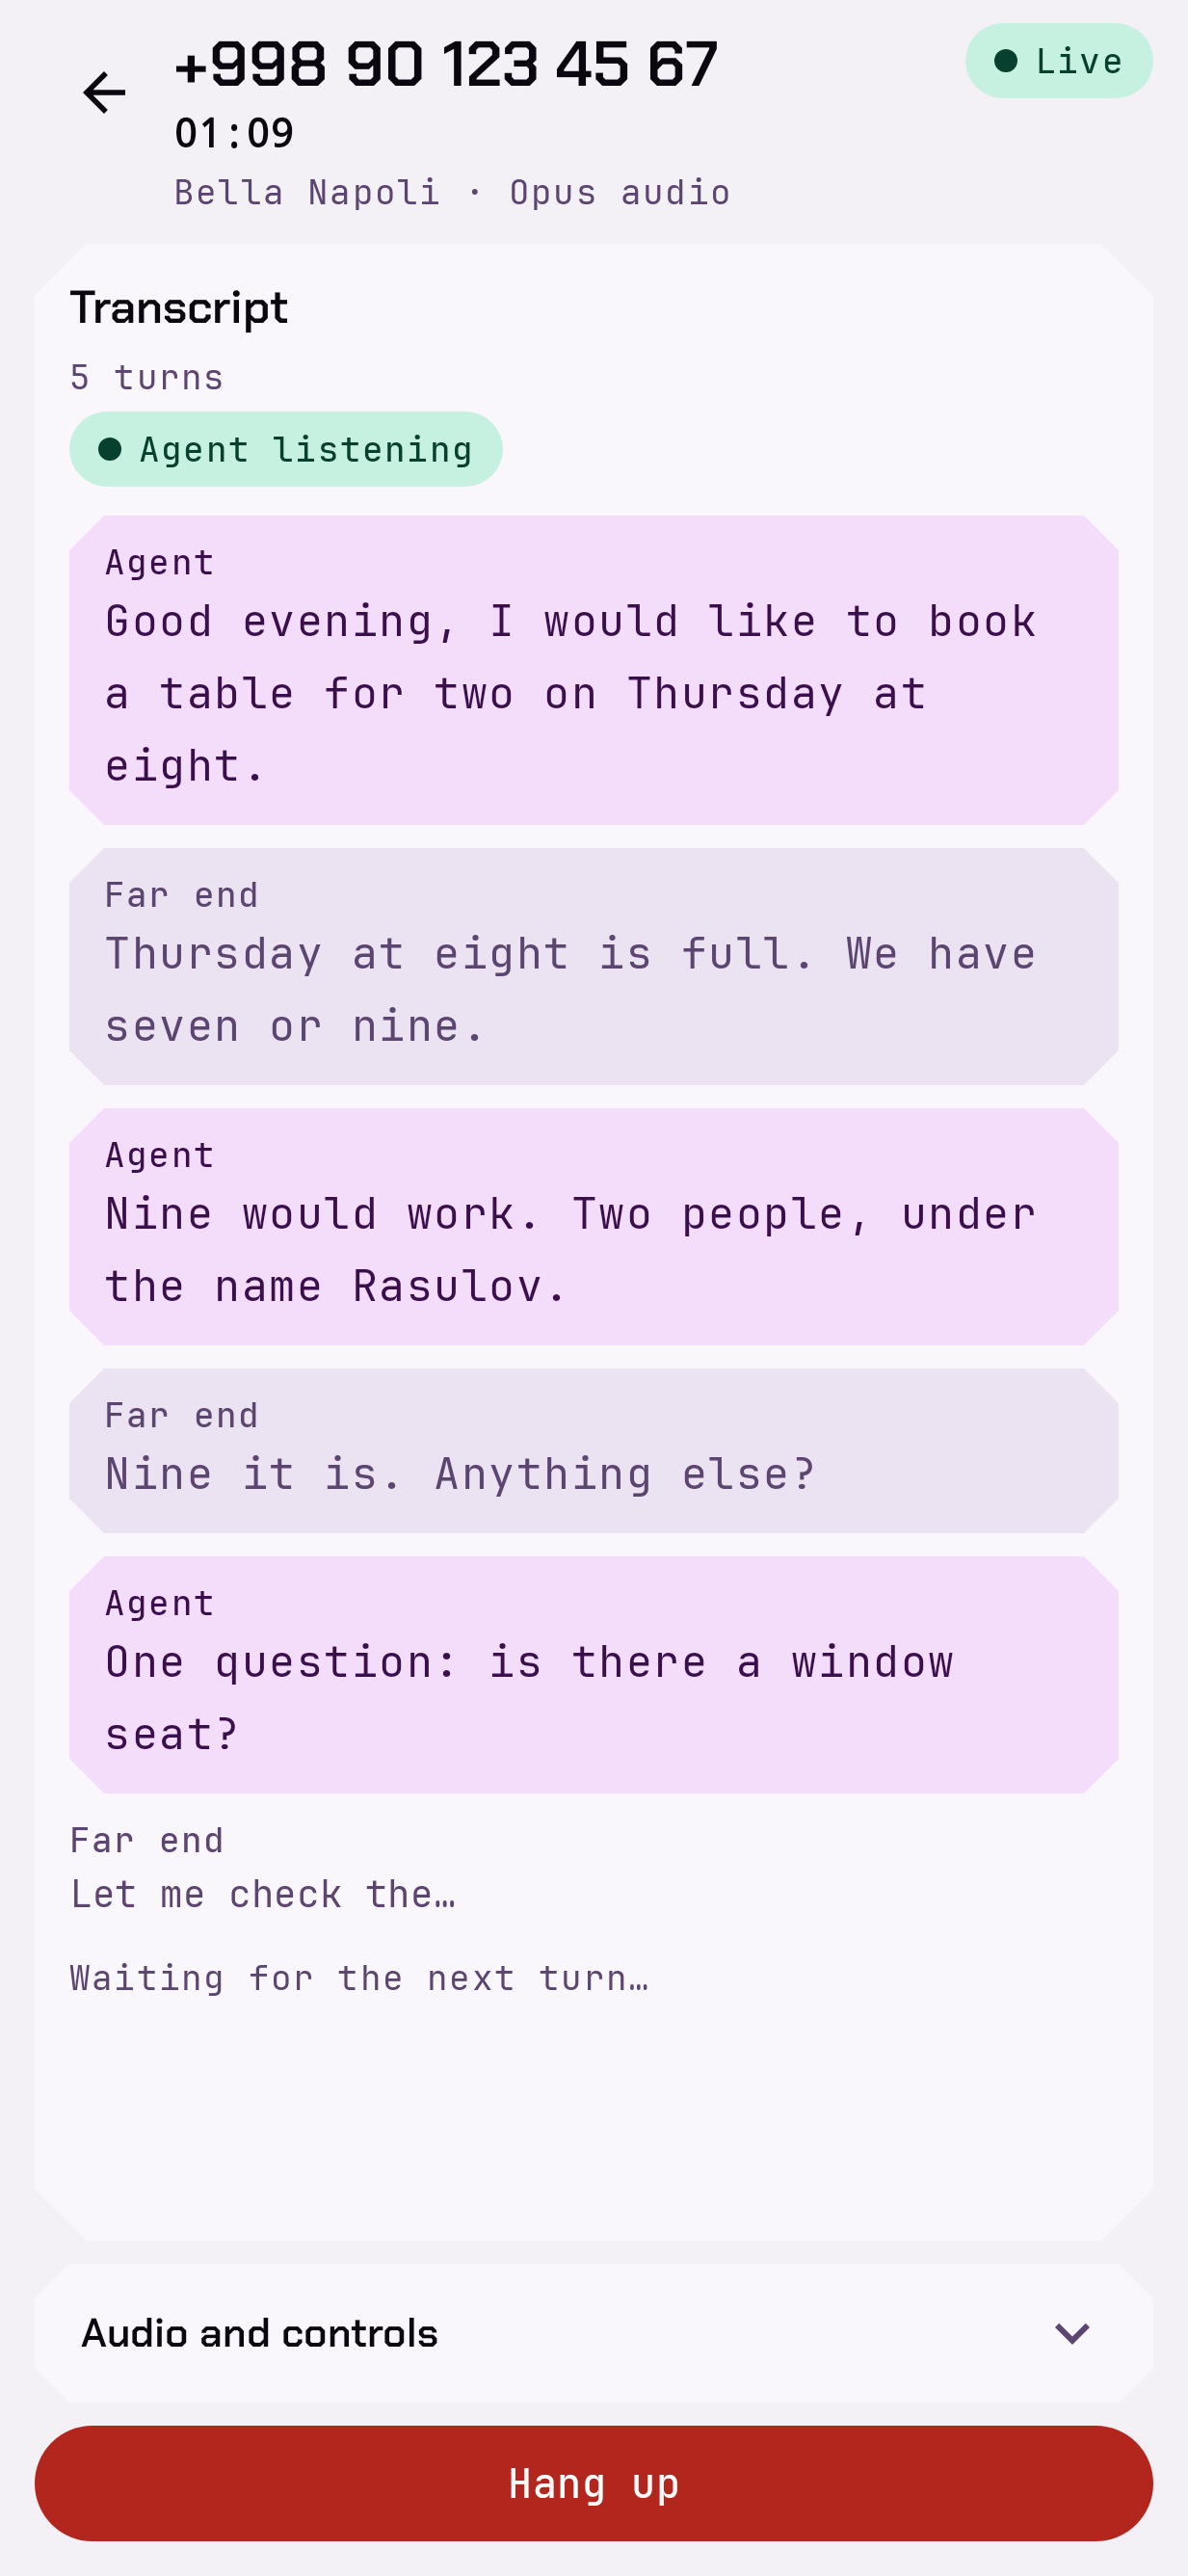 +998 90 123 45 67
Live
01:09
Bella Napoli · Opus audio
Transcript
5 turns
Agent listening
Agent
Good evening, I would like to book
a table for two on Thursday at
eight.
Far end
Thursday at eight is full. We have
seven or nine.
Agent
Nine would work. Two people, under
the name Rasulov.
Far end
Nine it is. Anything else?
Agent
One question: is there a window
seat?
Far end
Let me check the…
Waiting for the next turn…
Audio and controls
Hang up